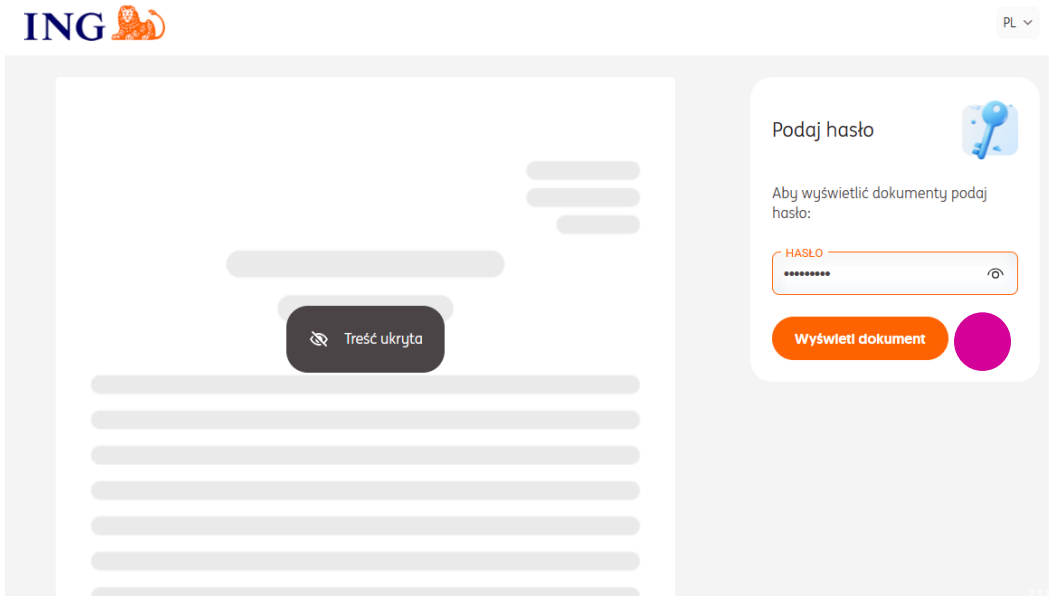 ING
PL
Podaj hasło
Aby wyświetlić dokumenty podaj
hasło:
HASŁO
Treść ukryta
Wyświetl dokument